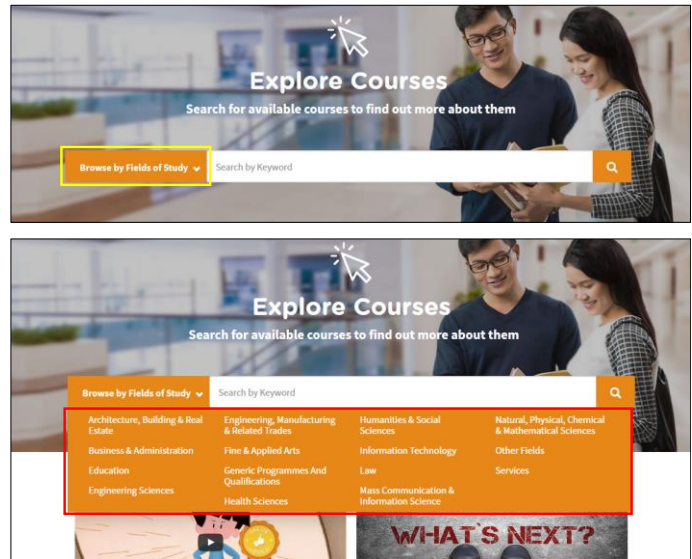 Explore Courses
Search for available courses to find out more about them
Browse by Fields of Study
Search by Keyword
Explore Courses
Search for available courses to find out more about them
Browse by Fields of Study
Search by Keyword
Architecture, Building & Real
Estate
Business & Administration
Education
Engineering Sciences
Engineering, Manufacturing
& Related Trades
Fine & Applied Arts
Generic Programmes And
Qualifications
Health Sciences
Humanities & Social
Sciences
Information Technology
Law
Mass Communication &
Information Science
Natural, Physical, Chemical
& Mathematical Sciences
Other Fields
Services
WHAT'S NEXT?